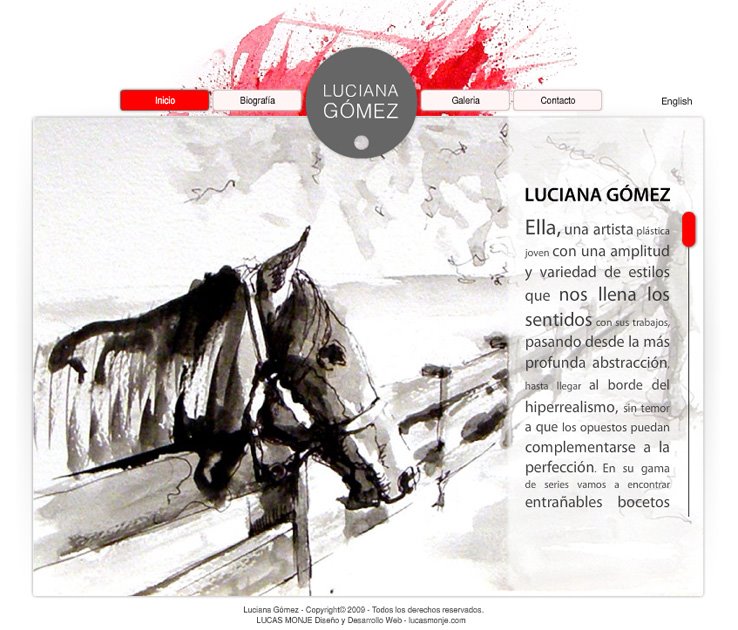 LUCIANA
GÓMEZ
Inicio
Biografía
Galeria
Contacto
English
LUCIANA GÓMEZ
Ella, una artista plástica
joven con una amplitud
y variedad de estilos
que nos llena los
sentidos con sus trabajos,
pasando desde la más
profunda abstracción,
hasta llegar al borde del
hiperrealismo, sin temor
a que los opuestos puedan
complementarse a la
perfección. En su gama
de series vamos a encontrar
entrañables bocetos
Luciana Gómez - Copyright© 2009 - Todos los derechos reservados.
LUCAS MONJE Diseño y Desarrollo Web - lucasmonje.com